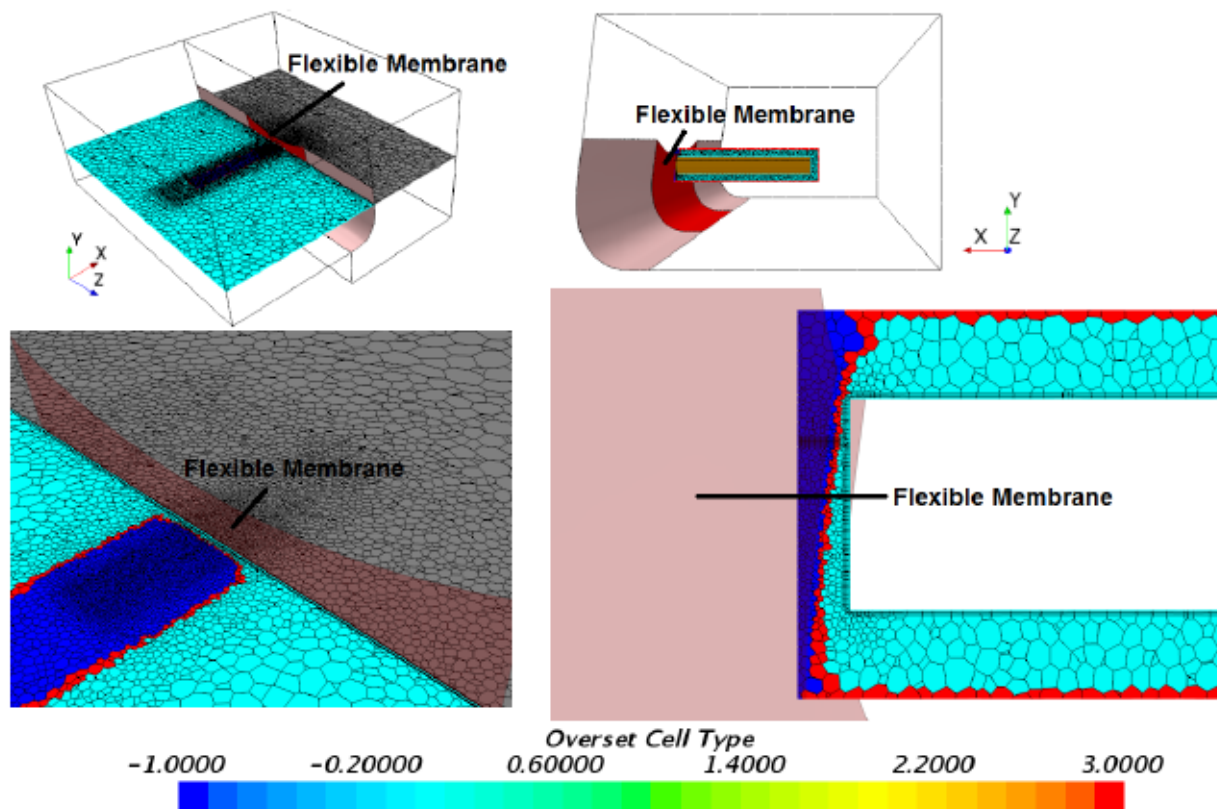 Flexible Membrane
Flexible Membrane
Y
X
Z
Y
X
Z
Flexible Membrane
Flexible Membrane
Overset Cell Type
-1.0000 -0.20000 0.60000 1.4000 2.2000 3.0000